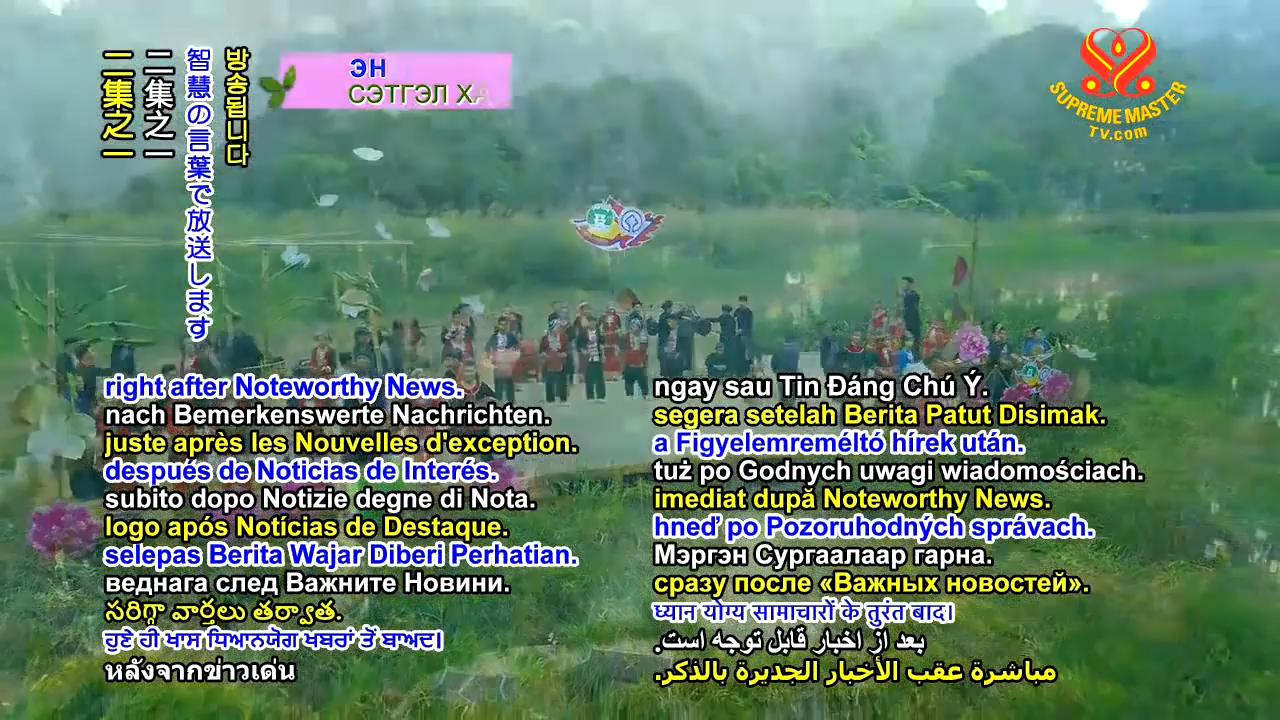 방송됩니다
智慧の言葉で放送します
二集之一
二集之一
ЭН
СЭТГЭЛ ХА
SUPREME MASTER
TV.com
right after Noteworthy News.
nach Bemerkenswerte Nachrichten.
juste après les Nouvelles d'exception.
después de Noticias de Interés.
subito dopo Notizie degne di Nota.
logo após Notícias de Destaque.
selepas Berita Wajar Diberi Perhatian.
веднага след Важните Новини.
సరిగ్గా వార్తలు తర్వాత.
ਹੁਣੇ ਹੀ ਖਾਸ ਧਿਆਨਯੋਗ ਖਬਰਾਂ ਤੋਂ ਬਾਅਦ।
หลังจากข่าวเด่น
ngay sau Tin Đáng Chú Ý.
segera setelah Berita Patut Disimak.
a Figyelemreméltó hírek után.
tuż po Godnych uwagi wiadomościach.
imediat după Noteworthy News.
hneď po Pozoruhodných správach.
Мэргэн Сургаалаар гарна.
сразу после «Важных новостей».
ध्यान योग्य सामाचारों के तुरंत बाद।
بعد از اخبار قابل توجه است.
مباشرة عقب الأخبار الجديرة بالذكر.